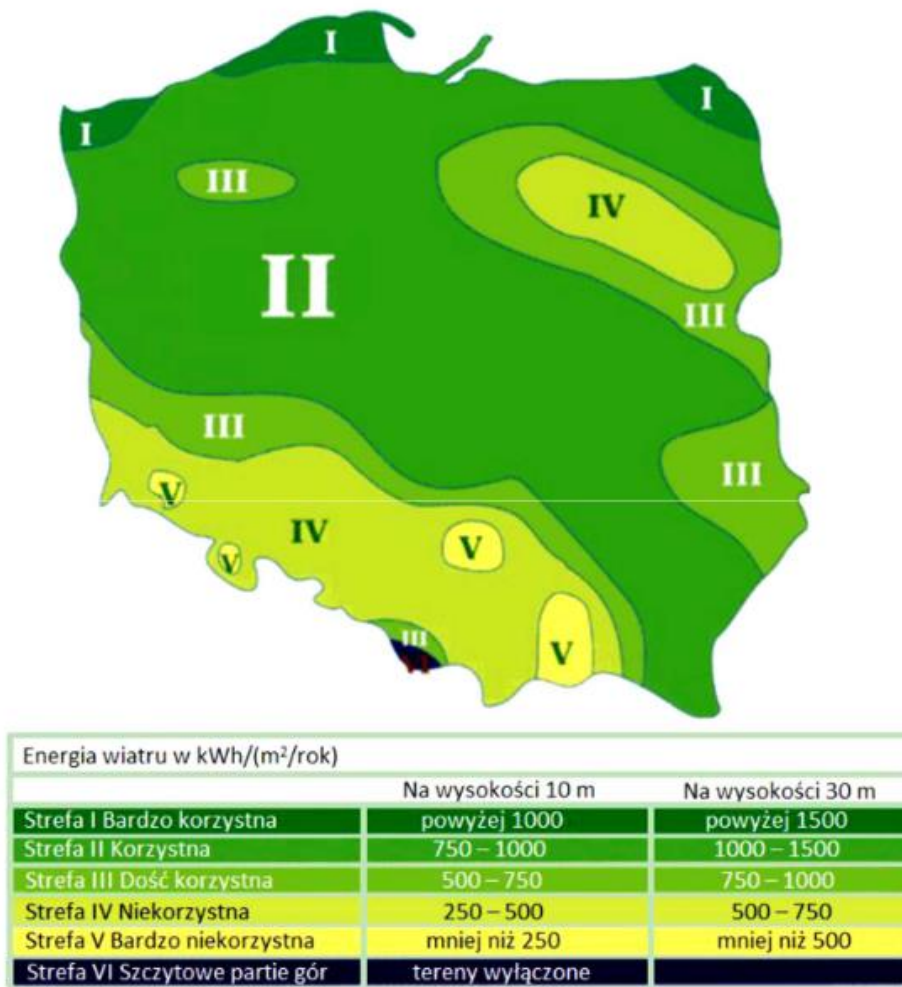 I
I
I
III
IV
II
III
III
III
V
IV
V
V
III
VI
V
Energia wiatru w kWh/(m²/rok)
Na wysokości 10 m Na wysokości 30 m
Strefa I Bardzo korzystna powyżej 1000 powyżej 1500
Strefa II Korzystna 750 – 1000 1000 – 1500
Strefa III Dość korzystna 500 – 750 750 – 1000
Strefa IV Niekorzystna 250 – 500 500 – 750
Strefa V Bardzo niekorzystna mniej niż 250 mniej niż 500
Strefa VI Szczytowe partie gór tereny wyłączone